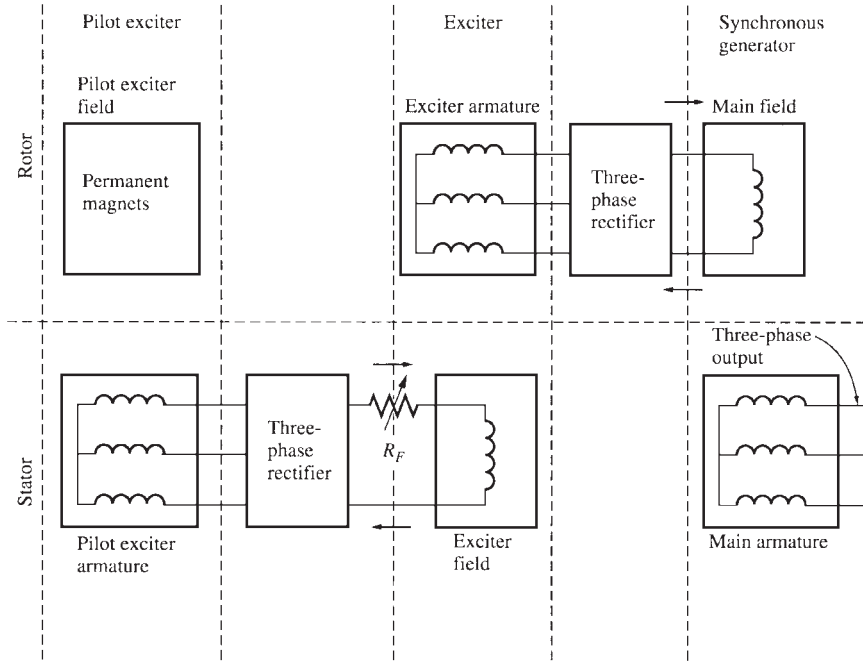 Pilot exciter
Exciter
Synchronous
generator
Pilot exciter
field
Exciter armature
Main field
Rotor
Permanent
magnets
Three-
phase
rectifier
Three-phase
output
Stator
Three-
phase
rectifier
R_F
Pilot exciter
armature
Exciter
field
Main armature